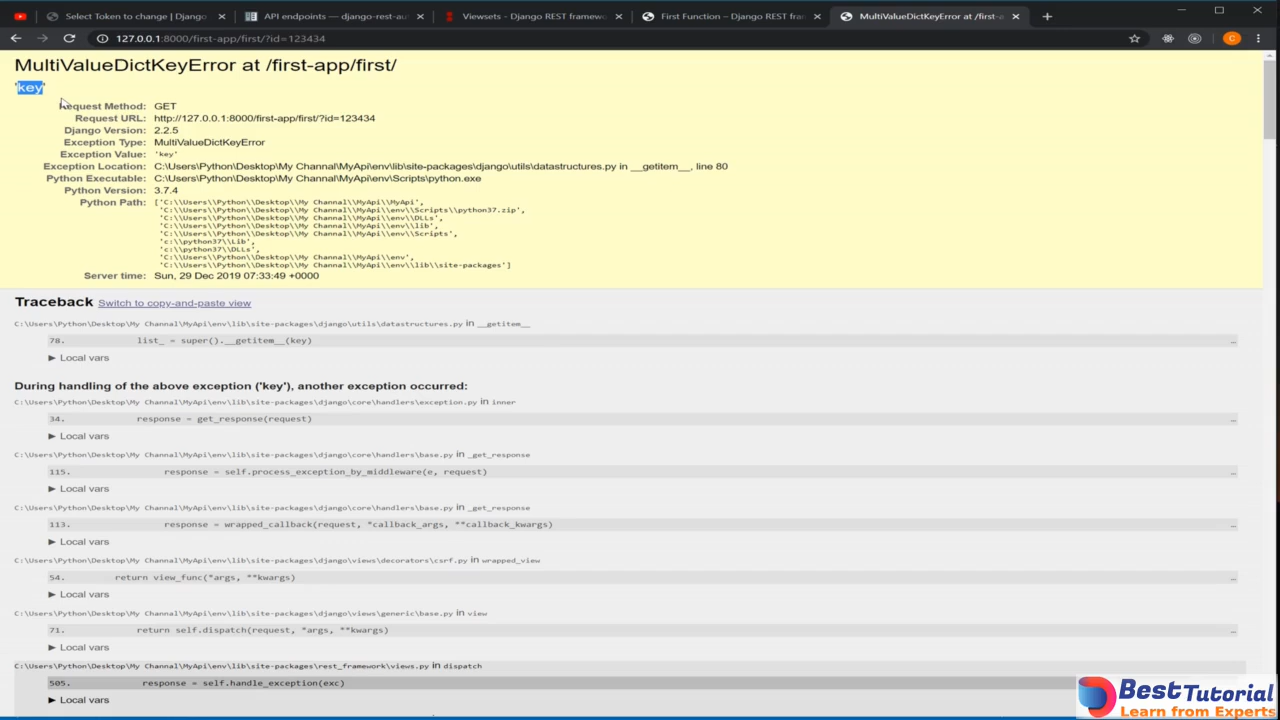 Select Token to change | Django
API endpoints — django-rest-au
Viewsets - Django REST framewo
First Function – Django REST fra
MultiValueDictKeyError at /first-a
127.0.0.1:8000/first-app/first/?id=123434
C
MultiValueDictKeyError at /first-app/first/
'key'
Request Method: GET
Request URL: http://127.0.0.1:8000/first-app/first/?id=123434
Django Version: 2.2.5
Exception Type: MultiValueDictKeyError
Exception Value: 'key'
Exception Location: C:\Users\Python\Desktop\My Channal\MyApi\env\lib\site-packages\django\utils\datastructures.py in __getitem__, line 80
Python Executable: C:\Users\Python\Desktop\My Channal\MyApi\env\Scripts\python.exe
Python Version: 3.7.4
Python Path: ['C:\\Users\\Python\\Desktop\\My Channal\\MyApi\\MyApi',
'C:\\Users\\Python\\Desktop\\My Channal\\MyApi\\env\\Scripts\\python37.zip',
'C:\\Users\\Python\\Desktop\\My Channal\\MyApi\\env\\DLLs',
'C:\\Users\\Python\\Desktop\\My Channal\\MyApi\\env\\lib',
'C:\\Users\\Python\\Desktop\\My Channal\\MyApi\\env\\Scripts',
'c:\\python37\\Lib',
'c:\\python37\\DLLs',
'C:\\Users\\Python\\Desktop\\My Channal\\MyApi\\env',
'C:\\Users\\Python\\Desktop\\My Channal\\MyApi\\env\\lib\\site-packages']
Server time: Sun, 29 Dec 2019 07:33:49 +0000
Traceback Switch to copy-and-paste view
C:\Users\Python\Desktop\My Channal\MyApi\env\lib\site-packages\django\utils\datastructures.py in __getitem__
78. list_ = super().__getitem__(key) …
▶ Local vars
During handling of the above exception ('key'), another exception occurred:
C:\Users\Python\Desktop\My Channal\MyApi\env\lib\site-packages\django\core\handlers\exception.py in inner
34. response = get_response(request) …
▶ Local vars
C:\Users\Python\Desktop\My Channal\MyApi\env\lib\site-packages\django\core\handlers\base.py in _get_response
115. response = self.process_exception_by_middleware(e, request) …
▶ Local vars
C:\Users\Python\Desktop\My Channal\MyApi\env\lib\site-packages\django\core\handlers\base.py in _get_response
113. response = wrapped_callback(request, *callback_args, **callback_kwargs) …
▶ Local vars
C:\Users\Python\Desktop\My Channal\MyApi\env\lib\site-packages\django\views\decorators\csrf.py in wrapped_view
54. return view_func(*args, **kwargs) …
▶ Local vars
C:\Users\Python\Desktop\My Channal\MyApi\env\lib\site-packages\django\views\generic\base.py in view
71. return self.dispatch(request, *args, **kwargs) …
▶ Local vars
C:\Users\Python\Desktop\My Channal\MyApi\env\lib\site-packages\rest_framework\views.py in dispatch
505. response = self.handle_exception(exc) …
▶ Local vars
BestTutorial
Learn from Experts